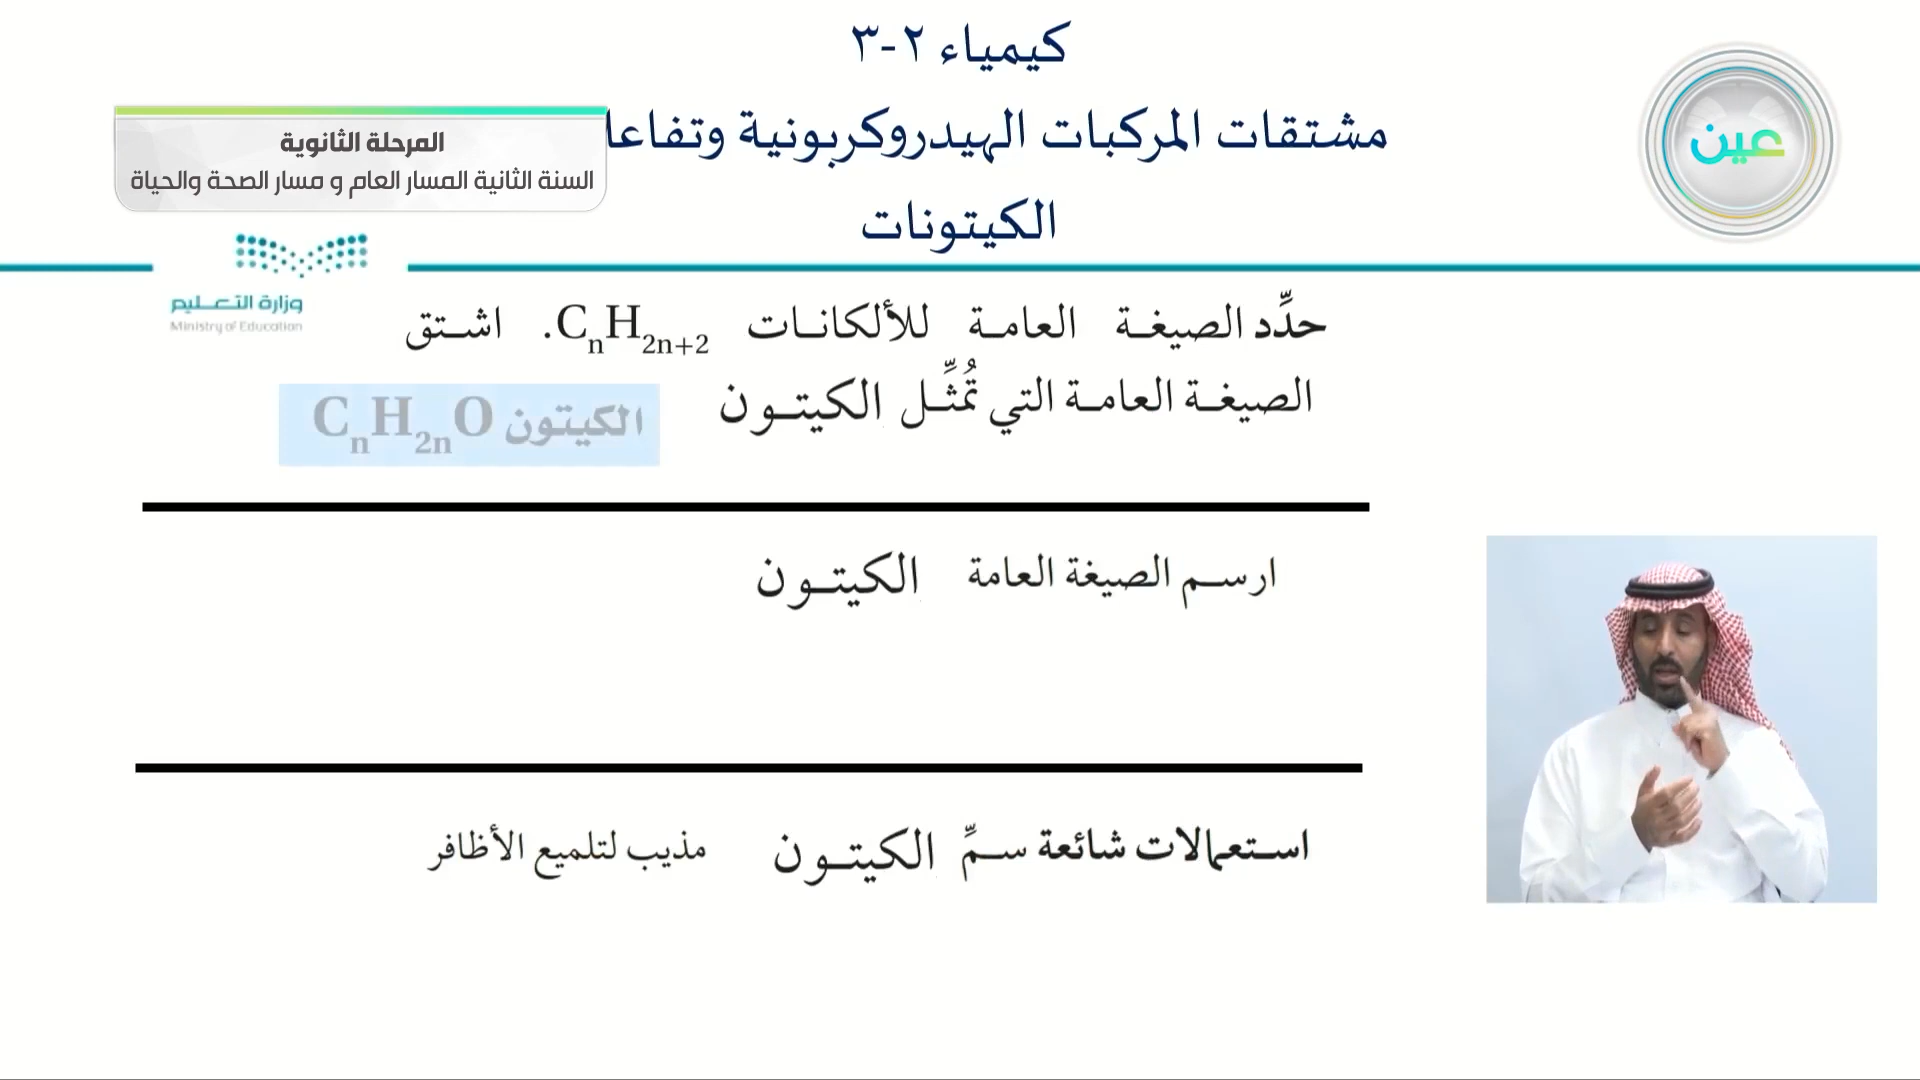 كيمياء ٢-٣
مشتقات المركبات الهيدروكربونية وتفاعلا
الكيتونات
المرحلة الثانوية
السنة الثانية المسار العام و مسار الصحة والحياة
عين
وزارة التعليم
Ministry of Education
حدِّد الصيغة العامة للألكانات CnH2n+2. اشتق
الصيغة العامة التي تُمثِّل الكيتون
الكيتون CnH2nO
ارسم الصيغة العامة الكيتون
استعمالات شائعة سمِّ الكيتون مذيب لتلميع الأظافر